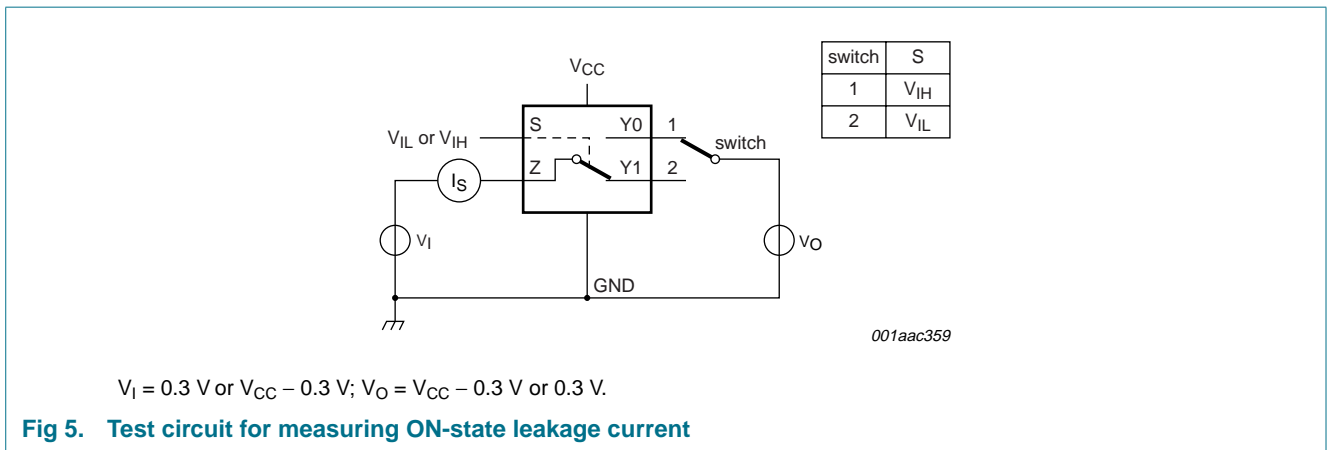 switch S
1 VIH
2 VIL
VCC
S Y0 1
VIL or VIH
switch
Z Y1 2
IS
VI
VO
GND
001aac359
VI = 0.3 V or VCC − 0.3 V; VO = VCC − 0.3 V or 0.3 V.
Fig 5. Test circuit for measuring ON-state leakage current